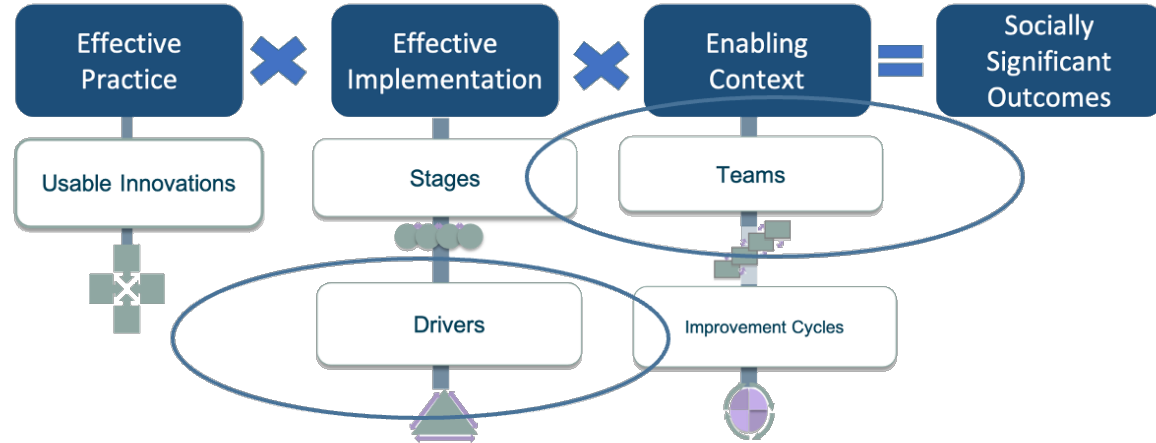 Effective
Practice
Effective
Implementation
Enabling
Context
Socially
Significant
Outcomes
Usable Innovations
Stages
Teams
Drivers
Improvement Cycles